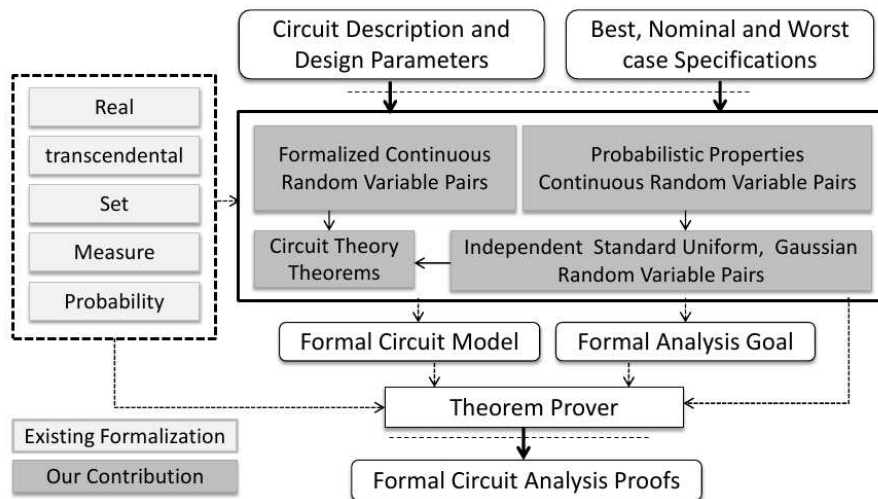 Circuit Description and
Design Parameters
Best, Nominal and Worst
case Specifications
Real
transcendental
Set
Measure
Probability
Formalized Continuous
Random Variable Pairs
Probabilistic Properties
Continuous Random Variable Pairs
Circuit Theory
Theorems
Independent Standard Uniform, Gaussian
Random Variable Pairs
Formal Circuit Model
Formal Analysis Goal
Theorem Prover
Existing Formalization
Our Contribution
Formal Circuit Analysis Proofs